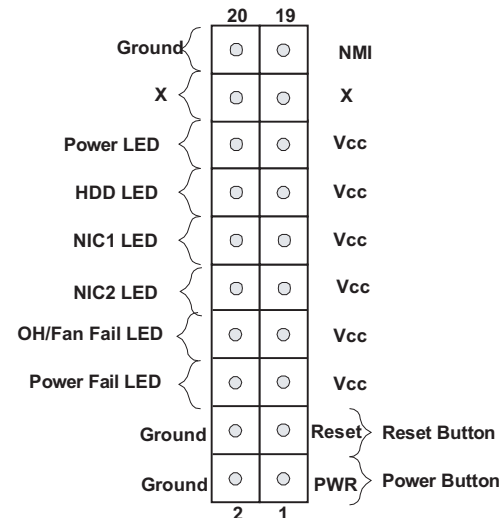 20 19
Ground NMI
X X
Power LED Vcc
HDD LED Vcc
NIC1 LED Vcc
NIC2 LED Vcc
OH/Fan Fail LED Vcc
Power Fail LED Vcc
Ground Reset Reset Button
Ground PWR Power Button
2 1